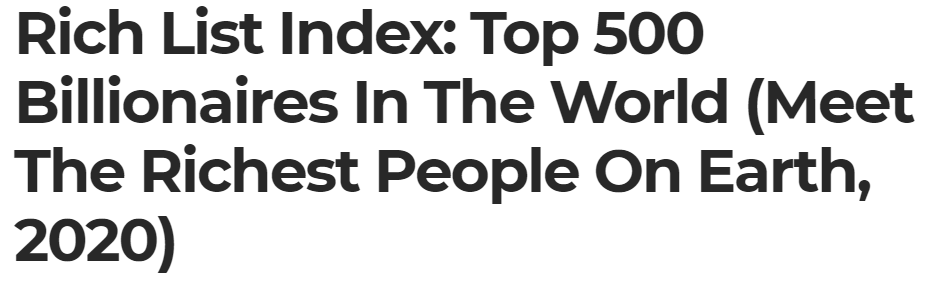 Rich List Index: Top 500
Billionaires In The World (Meet
The Richest People On Earth,
2020)